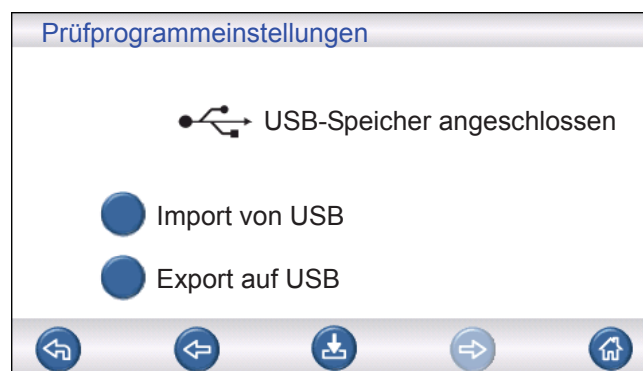 Prüfprogrammeinstellungen
USB-Speicher angeschlossen
Import von USB
Export auf USB